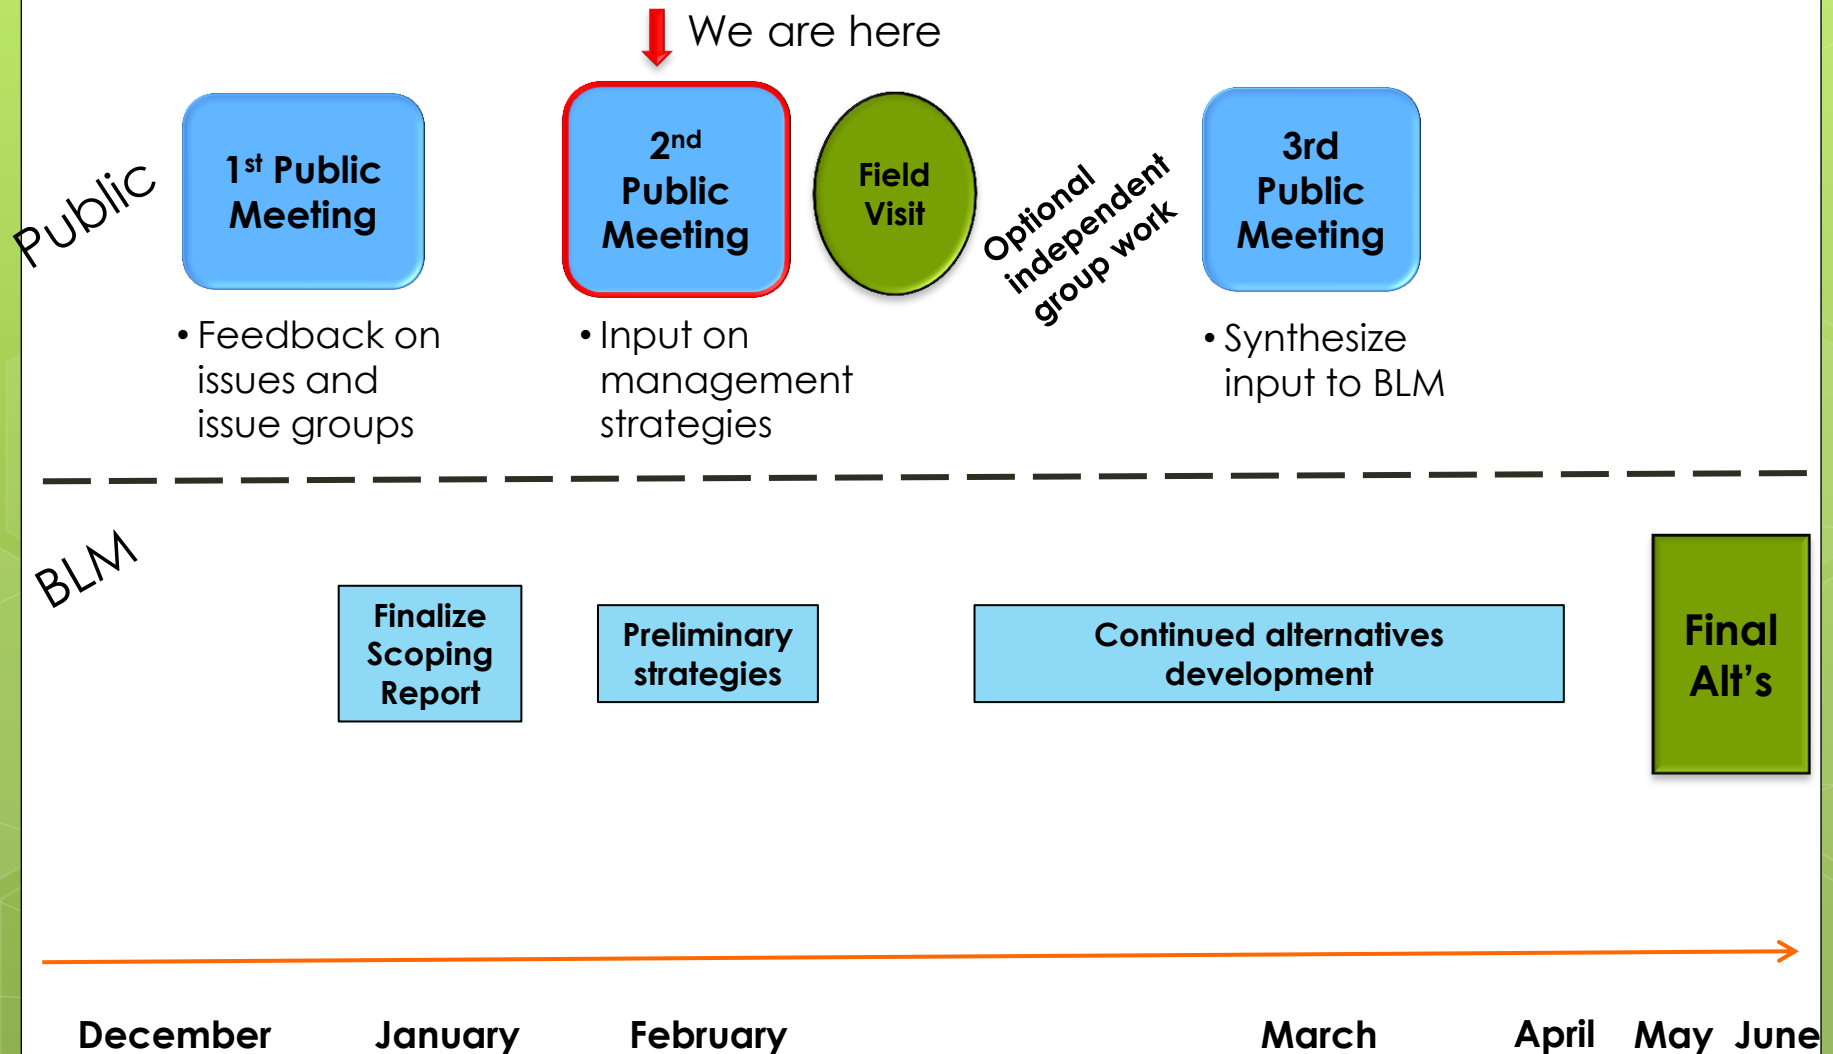 We are here
Public
1st Public
Meeting
2nd
Public
Meeting
Field
Visit
Optional
independent
group work
3rd
Public
Meeting
• Feedback on
issues and
issue groups
• Input on
management
strategies
• Synthesize
input to BLM
BLM
Finalize
Scoping
Report
Preliminary
strategies
Continued alternatives
development
Final
Alt's
December January February March April May June